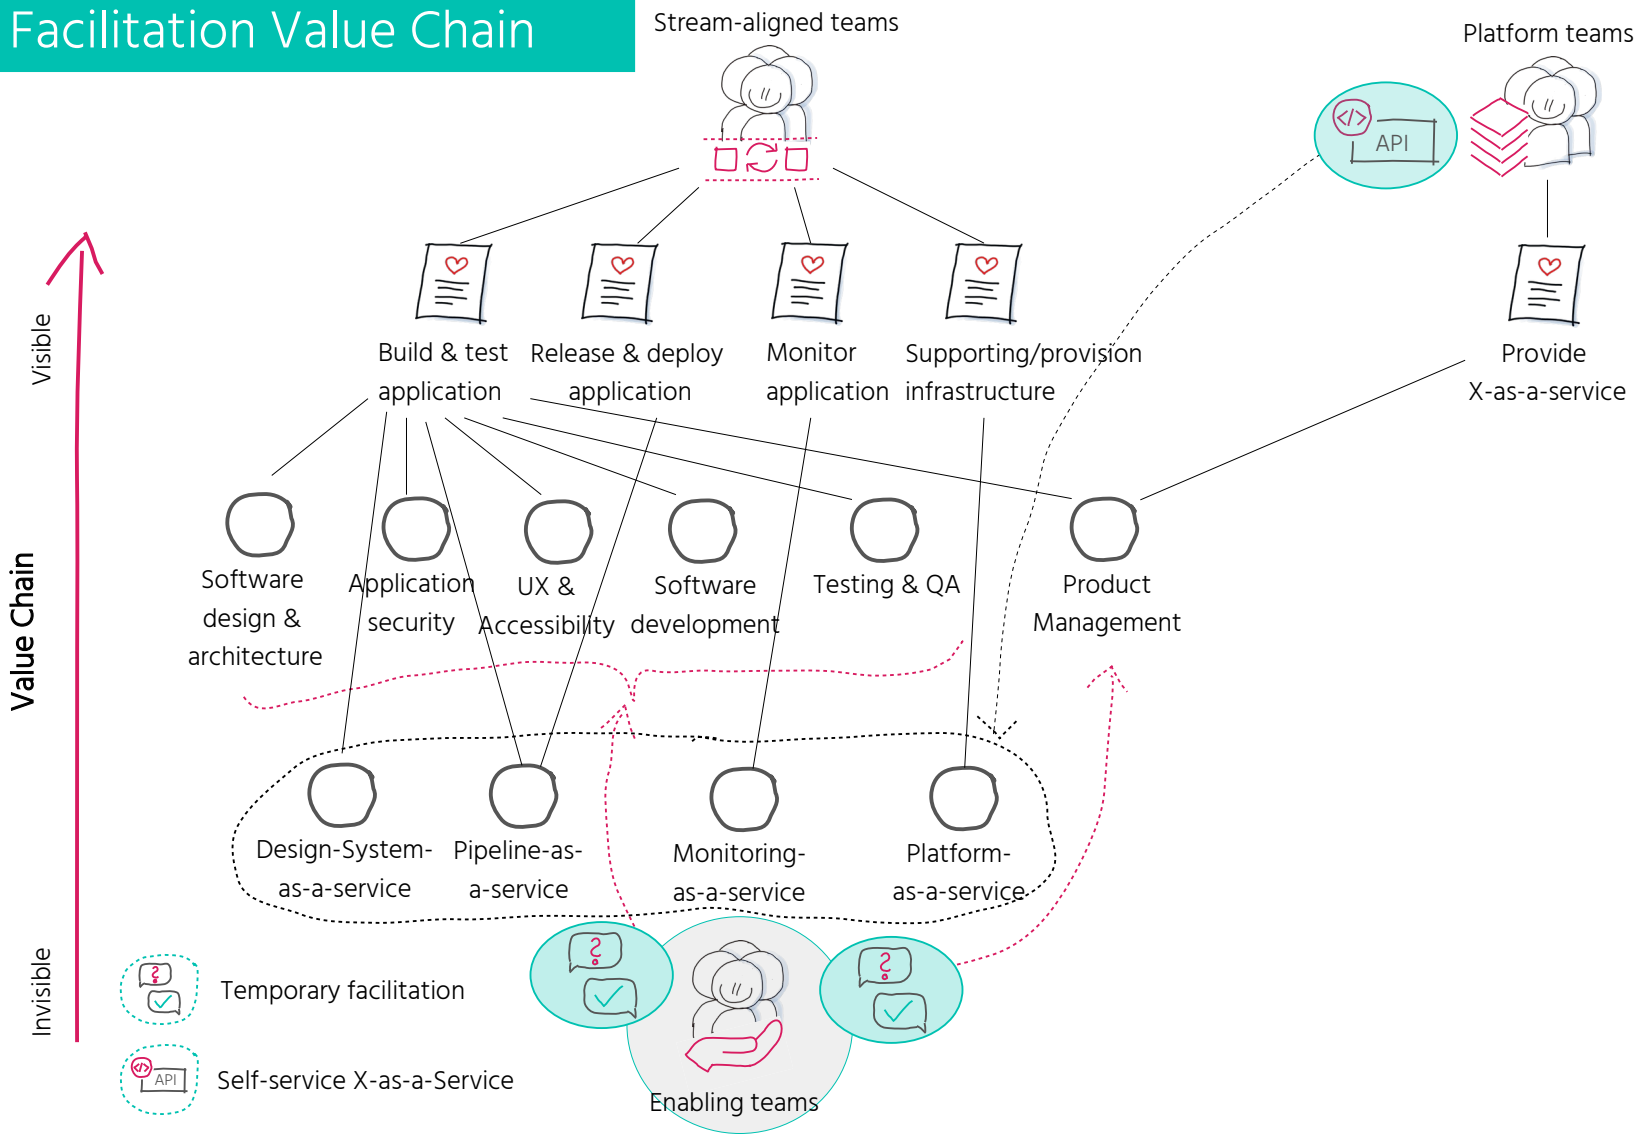 Facilitation Value Chain
Stream-aligned teams
Platform teams
</>
API
Visible
Build & test
application
Release & deploy
application
Monitor
application
Supporting/provision
infrastructure
Provide
X-as-a-service
Value Chain
Software
design &
architecture
Application
security
UX &
Accessibility
Software
development
Testing & QA
Product
Management
Design-System-
as-a-service
Pipeline-as-
a-service
Monitoring-
as-a-service
Platform-
as-a-service
Invisible
?
?
?
Temporary facilitation
</>
API
Self-service X-as-a-Service
Enabling teams